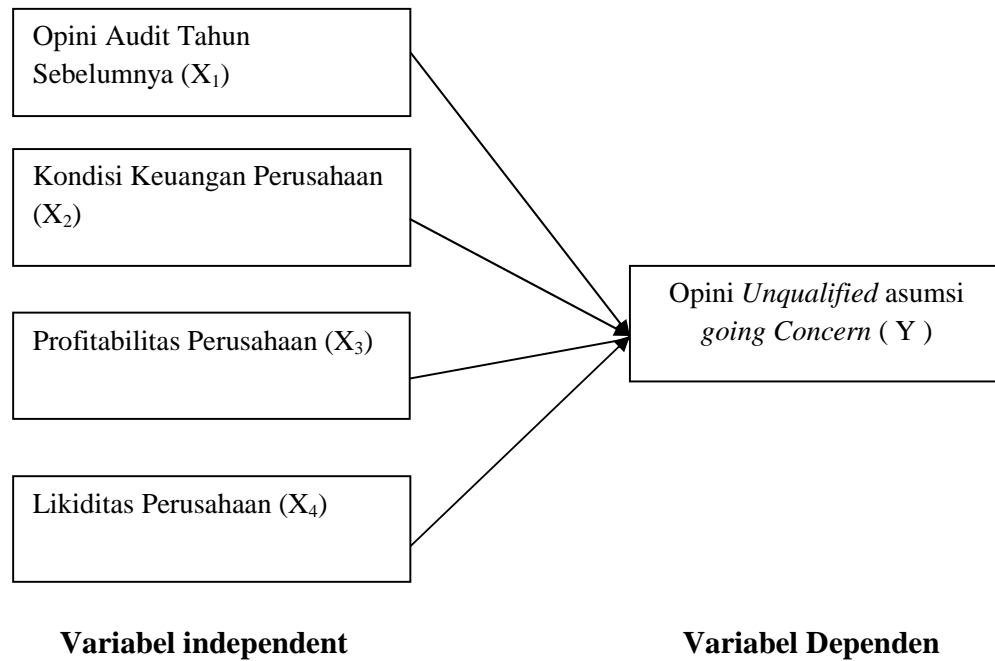 Opini Audit Tahun
Sebelumnya (X₁)
Kondisi Keuangan Perusahaan
(X₂)
Profitabilitas Perusahaan (X₃)
Likiditas Perusahaan (X₄)
Opini Unqualified asumsi
going Concern ( Y )
Variabel independent
Variabel Dependen